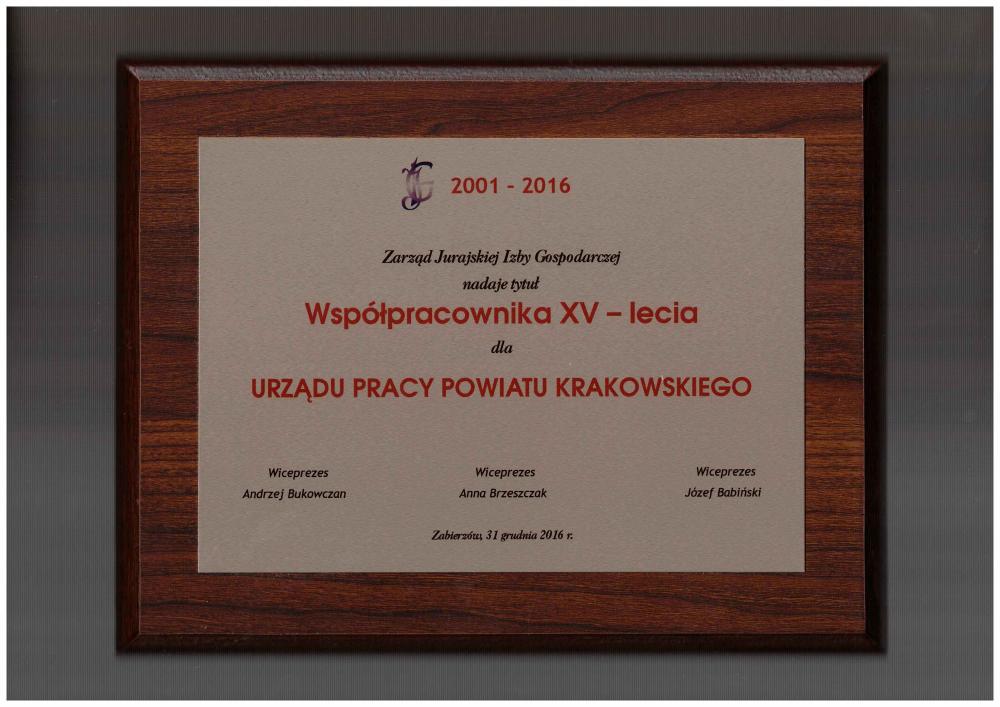 2001 - 2016
Zarząd Jurajskiej Izby Gospodarczej
nadaje tytuł
Współpracownika XV – lecia
dla
URZĄDU PRACY POWIATU KRAKOWSKIEGO
Wiceprezes Wiceprezes Wiceprezes
Andrzej Bukowczan Anna Brzeszczak Józef Babiński
Zabierzów, 31 grudnia 2016 r.